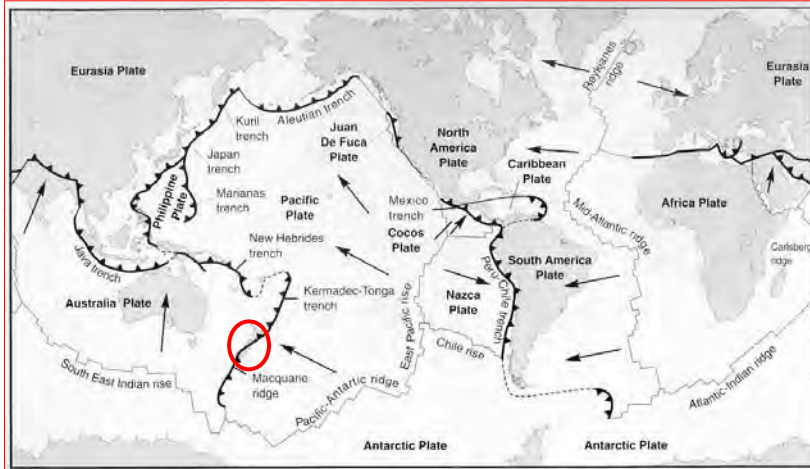 Eurasia Plate
Aleutian trench
Kuril
trench
Japan
trench
Marianas
trench
Philippine
Plate
Juan
De Fuca
Plate
Pacific
Plate
North
America
Plate
Caribbean
Plate
Mexico
trench
Cocos
Plate
New Hebrides
trench
Java trench
Australia Plate
Kermadec-Tonga
trench
South East Indian rise
Macquarie
ridge
Pacific-Antartic ridge
East Pacific rise
Nazca
Plate
Chile rise
Peru-Chile trench
South America
Plate
Reykjanes
ridge
Mid-Atlantic ridge
Eurasia
Plate
Africa Plate
Carlsberg
ridge
Atlantic-Indian ridge
Antarctic Plate
Antarctic Plate